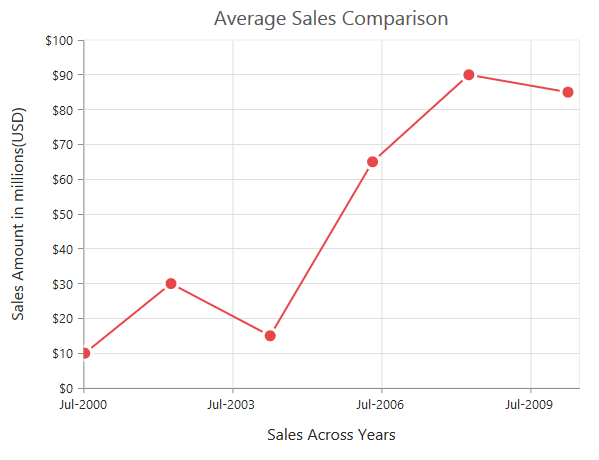 Average Sales Comparison
Sales Amount in millions(USD)
$100
$90
$80
$70
$60
$50
$40
$30
$20
$10
$0
Jul-2000 Jul-2003 Jul-2006 Jul-2009
Sales Across Years